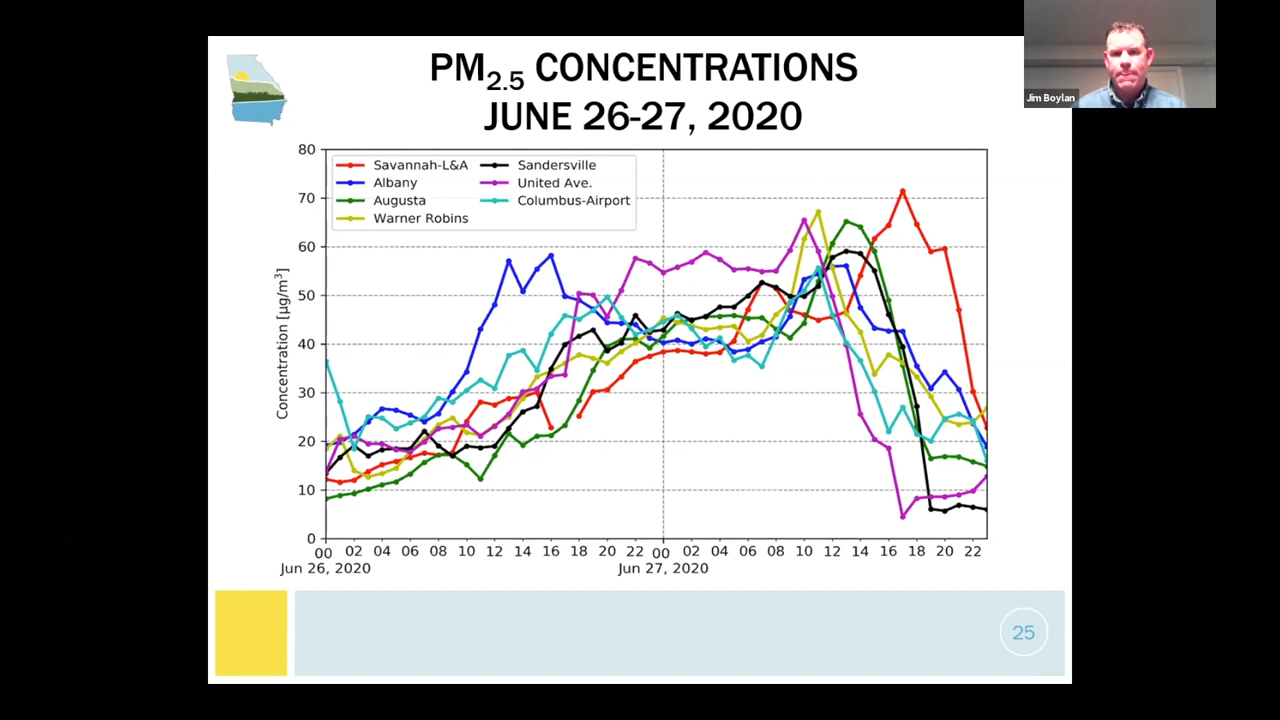 PM2.5 CONCENTRATIONS
JUNE 26-27, 2020
Jim Boylan
80
70
60
50
40
30
20
10
0
Concentration [µg/m³]
Savannah-L&A
Albany
Augusta
Warner Robins
Sandersville
United Ave.
Columbus-Airport
00 02 04 06 08 10 12 14 16 18 20 22 00 02 04 06 08 10 12 14 16 18 20 22
Jun 26, 2020 Jun 27, 2020
25